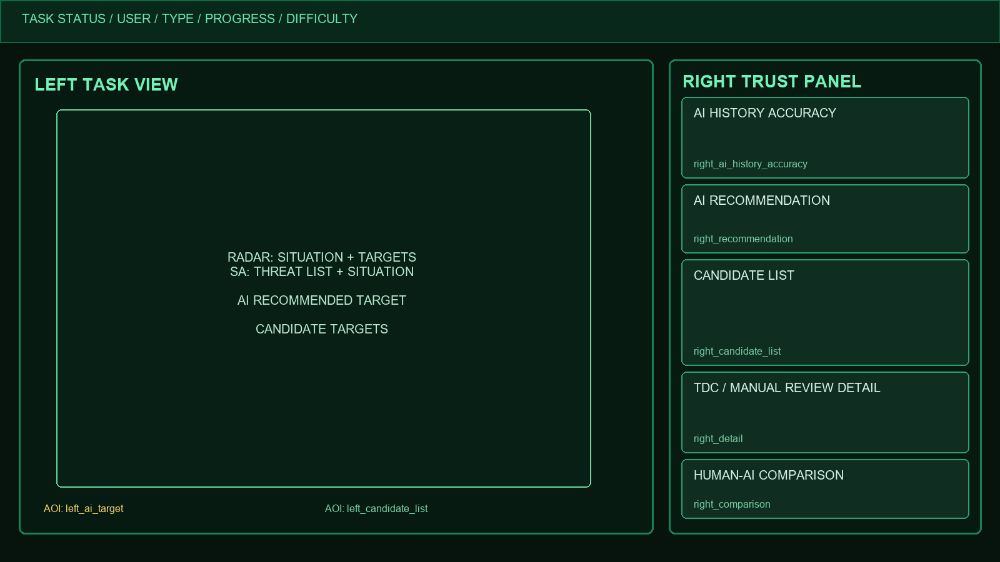 TASK STATUS / USER / TYPE / PROGRESS / DIFFICULTY
LEFT TASK VIEW
RADAR: SITUATION + TARGETS
SA: THREAT LIST + SITUATION
AI RECOMMENDED TARGET
CANDIDATE TARGETS
AOI: left_ai_target
AOI: left_candidate_list
RIGHT TRUST PANEL
AI HISTORY ACCURACY
right_ai_history_accuracy
AI RECOMMENDATION
right_recommendation
CANDIDATE LIST
right_candidate_list
TDC / MANUAL REVIEW DETAIL
right_detail
HUMAN-AI COMPARISON
right_comparison